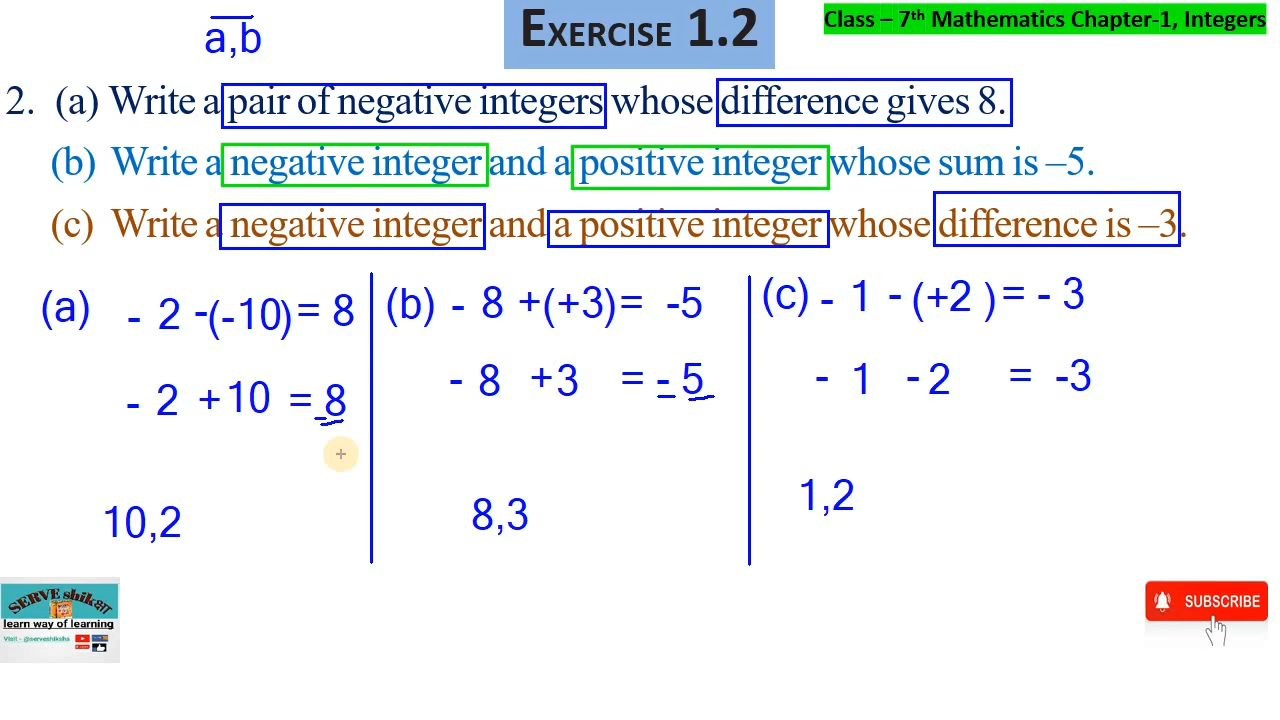 a,b
EXERCISE 1.2
Class – 7th Mathematics Chapter-1, Integers
2. (a) Write a pair of negative integers whose difference gives 8.
(b) Write a negative integer and a positive integer whose sum is –5.
(c) Write a negative integer and a positive integer whose difference is –3.
(a) - 2 -(-10) = 8
- 2 +10 = 8
10,2
(b) - 8 +(+3) = -5
- 8 +3 = - 5
8,3
(c) - 1 - (+2 ) = - 3
- 1 - 2 = -3
1,2
SERVE shikक्षा
learn way of learning
Visit - @serveshiksha
SUBSCRIBE